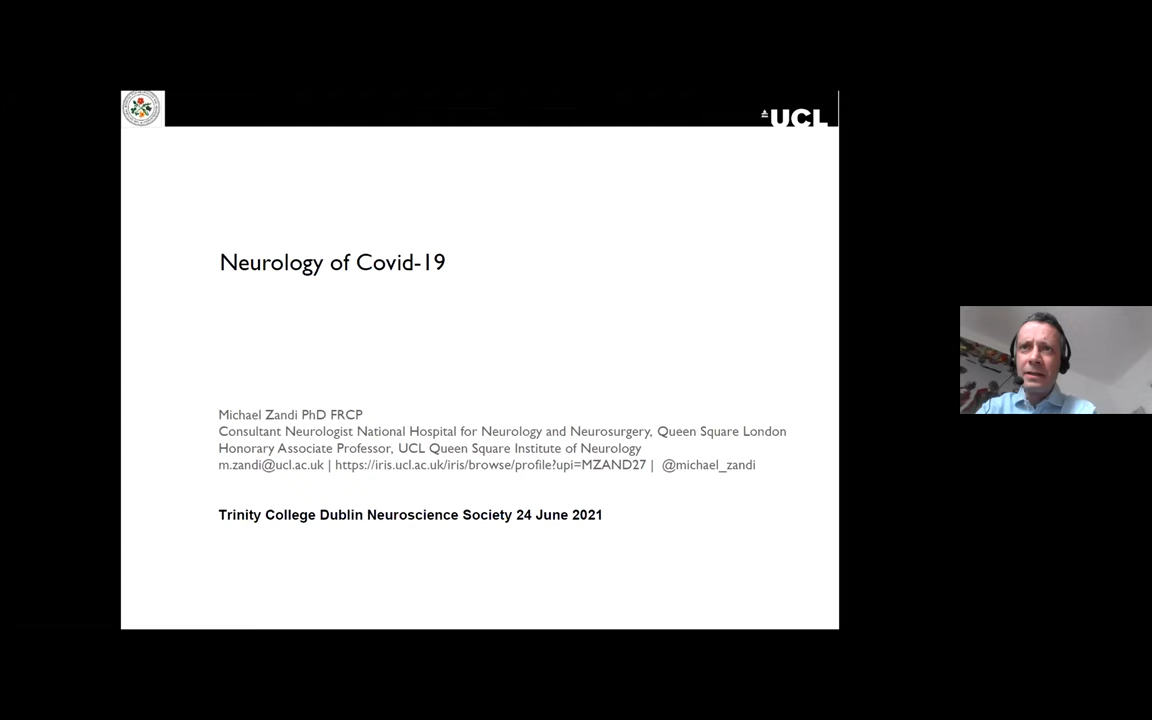 UCL
Neurology of Covid-19
Michael Zandi PhD FRCP
Consultant Neurologist National Hospital for Neurology and Neurosurgery, Queen Square London
Honorary Associate Professor, UCL Queen Square Institute of Neurology
m.zandi@ucl.ac.uk | https://iris.ucl.ac.uk/iris/browse/profile?upi=MZAND27 | @michael_zandi
Trinity College Dublin Neuroscience Society 24 June 2021